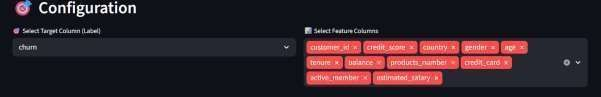 Configuration
Select Target Column (Label)
churn
Select Feature Columns
customer_id × credit_score × country × gender × age ×
tenure × balance × products_number × credit_card ×
active_member × estimated_salary ×